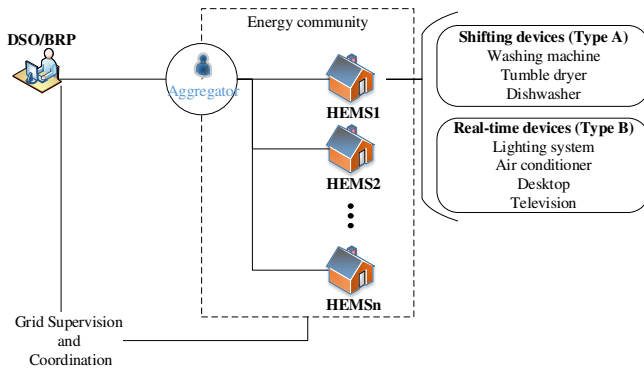 Energy community
DSO/BRP
Aggregator
HEMS1
HEMS2
HEMSn
Shifting devices (Type A)
Washing machine
Tumble dryer
Dishwasher
Real-time devices (Type B)
Lighting system
Air conditioner
Desktop
Television
Grid Supervision
and
Coordination